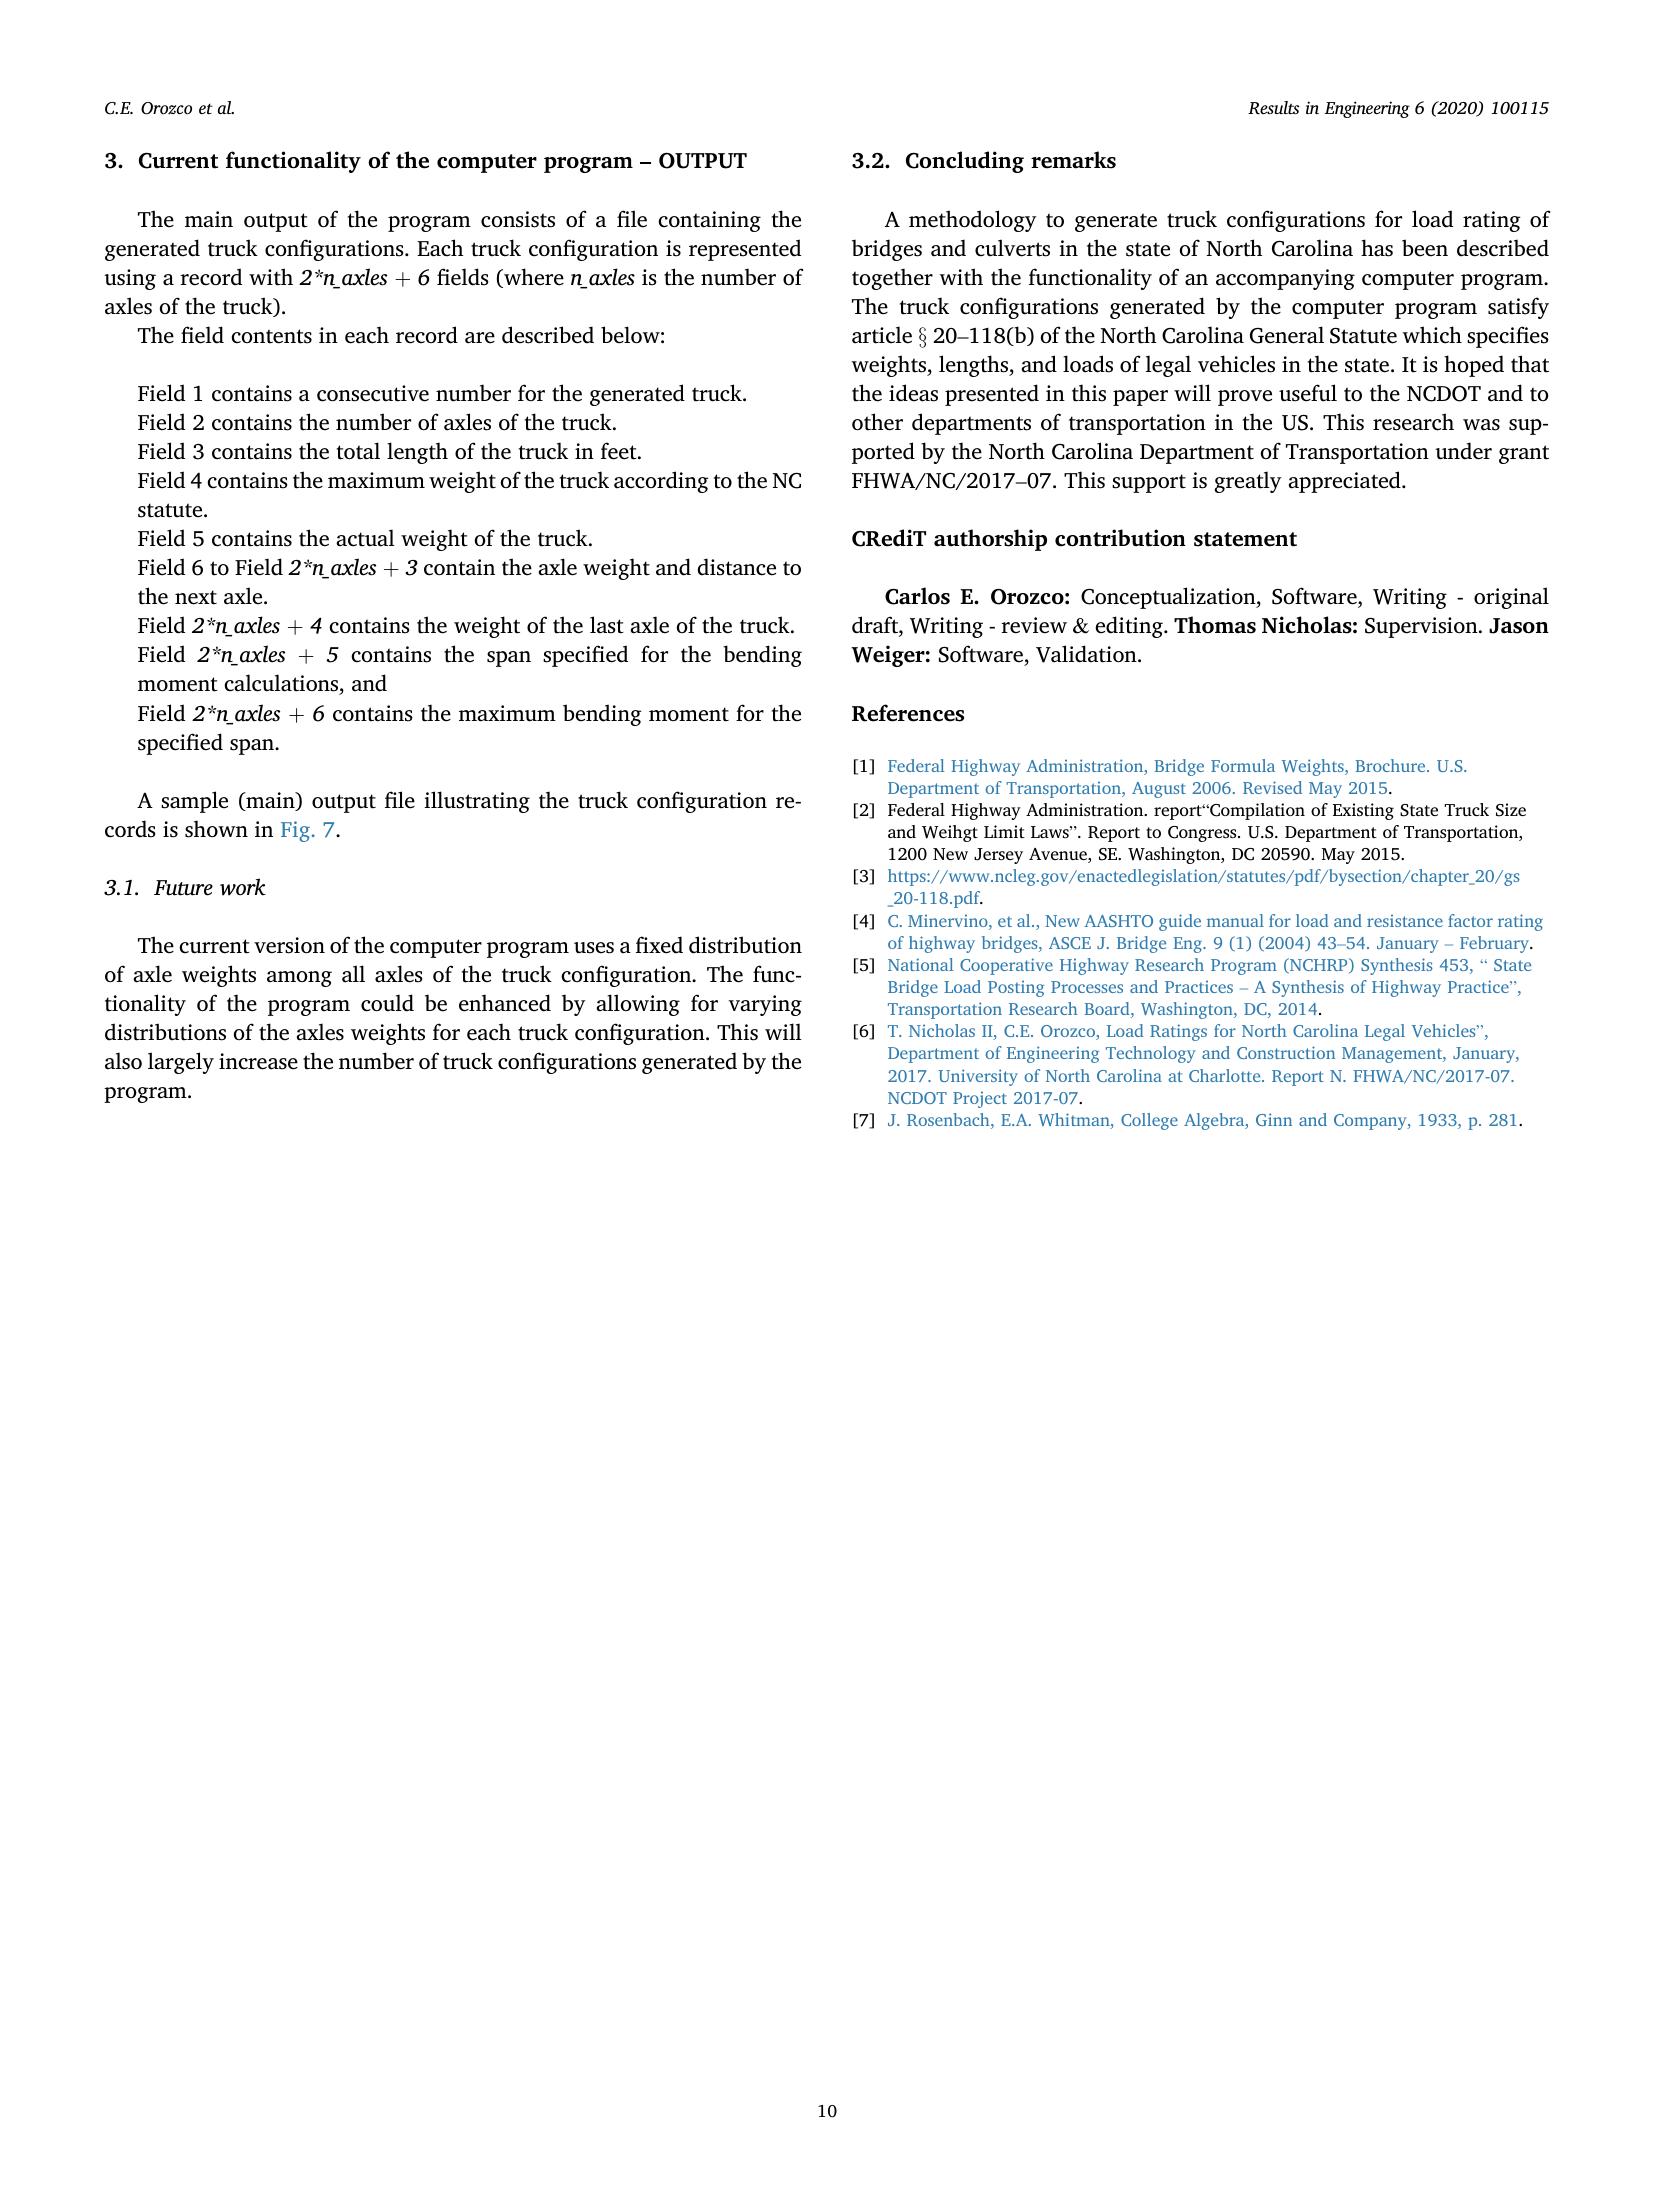 C.E. Orozco et al.
Results in Engineering 6 (2020) 100115
3. Current functionality of the computer program – OUTPUT
The main output of the program consists of a file containing the
generated truck configurations. Each truck configuration is represented
using a record with 2*n_axles + 6 fields (where n_axles is the number of
axles of the truck).
The field contents in each record are described below:
Field 1 contains a consecutive number for the generated truck.
Field 2 contains the number of axles of the truck.
Field 3 contains the total length of the truck in feet.
Field 4 contains the maximum weight of the truck according to the NC
statute.
Field 5 contains the actual weight of the truck.
Field 6 to Field 2*n_axles + 3 contain the axle weight and distance to
the next axle.
Field 2*n_axles + 4 contains the weight of the last axle of the truck.
Field 2*n_axles + 5 contains the span specified for the bending
moment calculations, and
Field 2*n_axles + 6 contains the maximum bending moment for the
specified span.
A sample (main) output file illustrating the truck configuration re-
cords is shown in Fig. 7.
3.1. Future work
The current version of the computer program uses a fixed distribution
of axle weights among all axles of the truck configuration. The func-
tionality of the program could be enhanced by allowing for varying
distributions of the axles weights for each truck configuration. This will
also largely increase the number of truck configurations generated by the
program.
3.2. Concluding remarks
A methodology to generate truck configurations for load rating of
bridges and culverts in the state of North Carolina has been described
together with the functionality of an accompanying computer program.
The truck configurations generated by the computer program satisfy
article § 20–118(b) of the North Carolina General Statute which specifies
weights, lengths, and loads of legal vehicles in the state. It is hoped that
the ideas presented in this paper will prove useful to the NCDOT and to
other departments of transportation in the US. This research was sup-
ported by the North Carolina Department of Transportation under grant
FHWA/NC/2017–07. This support is greatly appreciated.
CRediT authorship contribution statement
Carlos E. Orozco: Conceptualization, Software, Writing - original
draft, Writing - review & editing. Thomas Nicholas: Supervision. Jason
Weiger: Software, Validation.
References
[1] Federal Highway Administration, Bridge Formula Weights, Brochure. U.S.
Department of Transportation, August 2006. Revised May 2015.
[2] Federal Highway Administration. report“Compilation of Existing State Truck Size
and Weihgt Limit Laws”. Report to Congress. U.S. Department of Transportation,
1200 New Jersey Avenue, SE. Washington, DC 20590. May 2015.
[3] https://www.ncleg.gov/enactedlegislation/statutes/pdf/bysection/chapter_20/gs
_20-118.pdf.
[4] C. Minervino, et al., New AASHTO guide manual for load and resistance factor rating
of highway bridges, ASCE J. Bridge Eng. 9 (1) (2004) 43–54. January – February.
[5] National Cooperative Highway Research Program (NCHRP) Synthesis 453, “ State
Bridge Load Posting Processes and Practices – A Synthesis of Highway Practice”,
Transportation Research Board, Washington, DC, 2014.
[6] T. Nicholas II, C.E. Orozco, Load Ratings for North Carolina Legal Vehicles”,
Department of Engineering Technology and Construction Management, January,
2017. University of North Carolina at Charlotte. Report N. FHWA/NC/2017-07.
NCDOT Project 2017-07.
[7] J. Rosenbach, E.A. Whitman, College Algebra, Ginn and Company, 1933, p. 281.
10